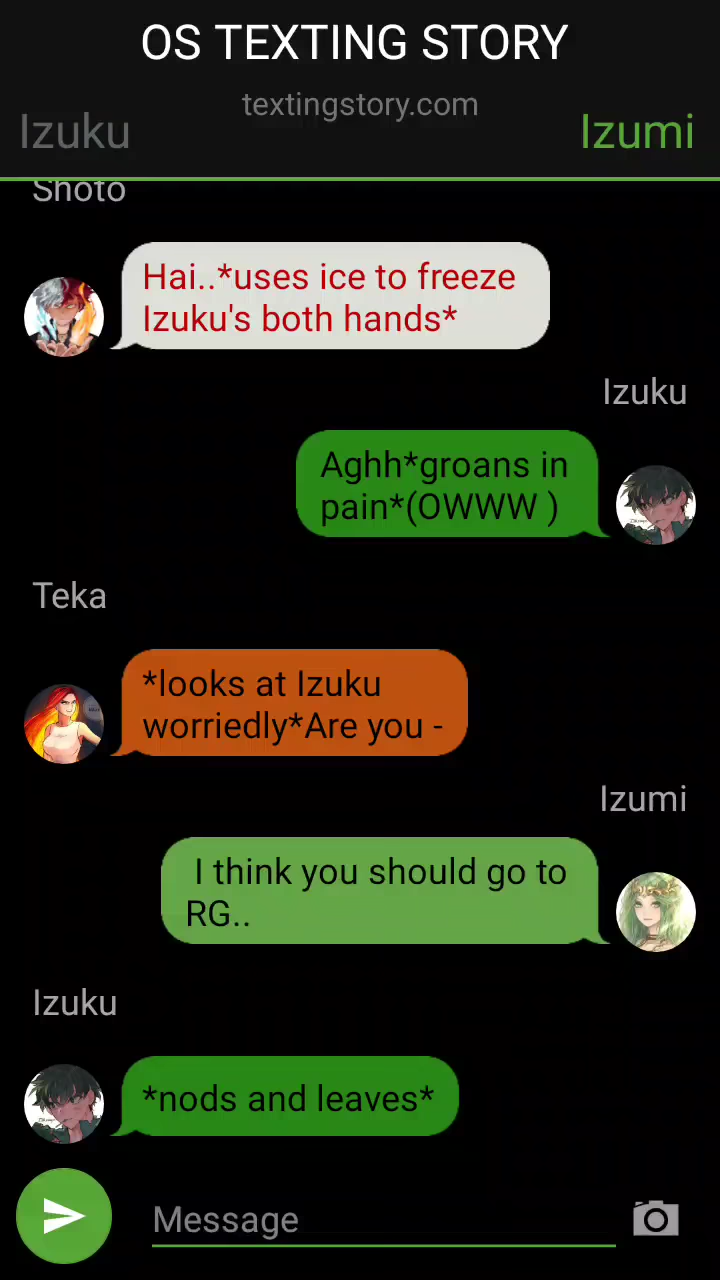 OS TEXTING STORY
textingstory.com
Izuku
Izumi
Shoto
Hai..*uses ice to freeze
Izuku's both hands*
Izuku
Aghh*groans in
pain*(OWWW )
Teka
*looks at Izuku
worriedly*Are you -
Izumi
I think you should go to
RG..
Izuku
*nods and leaves*
Message